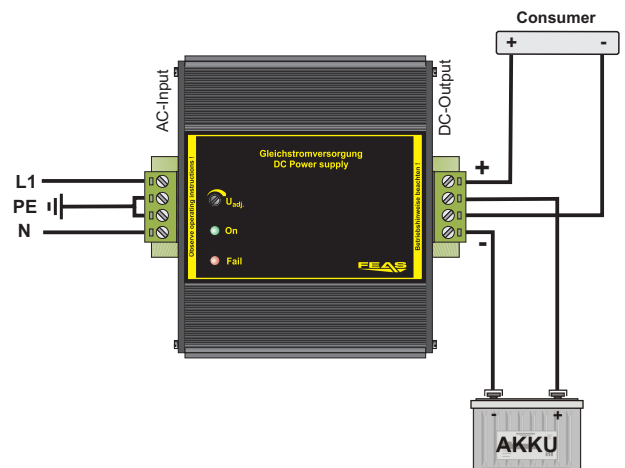 Consumer
+ -
AC-Input
DC-Output
Gleichstromversorgung
DC Power supply
Observe operating instructions !
Betriebshinweise beachten !
+
L1
PE
N
U adj.
On
Fail
FEAS
-
- +
AKKU